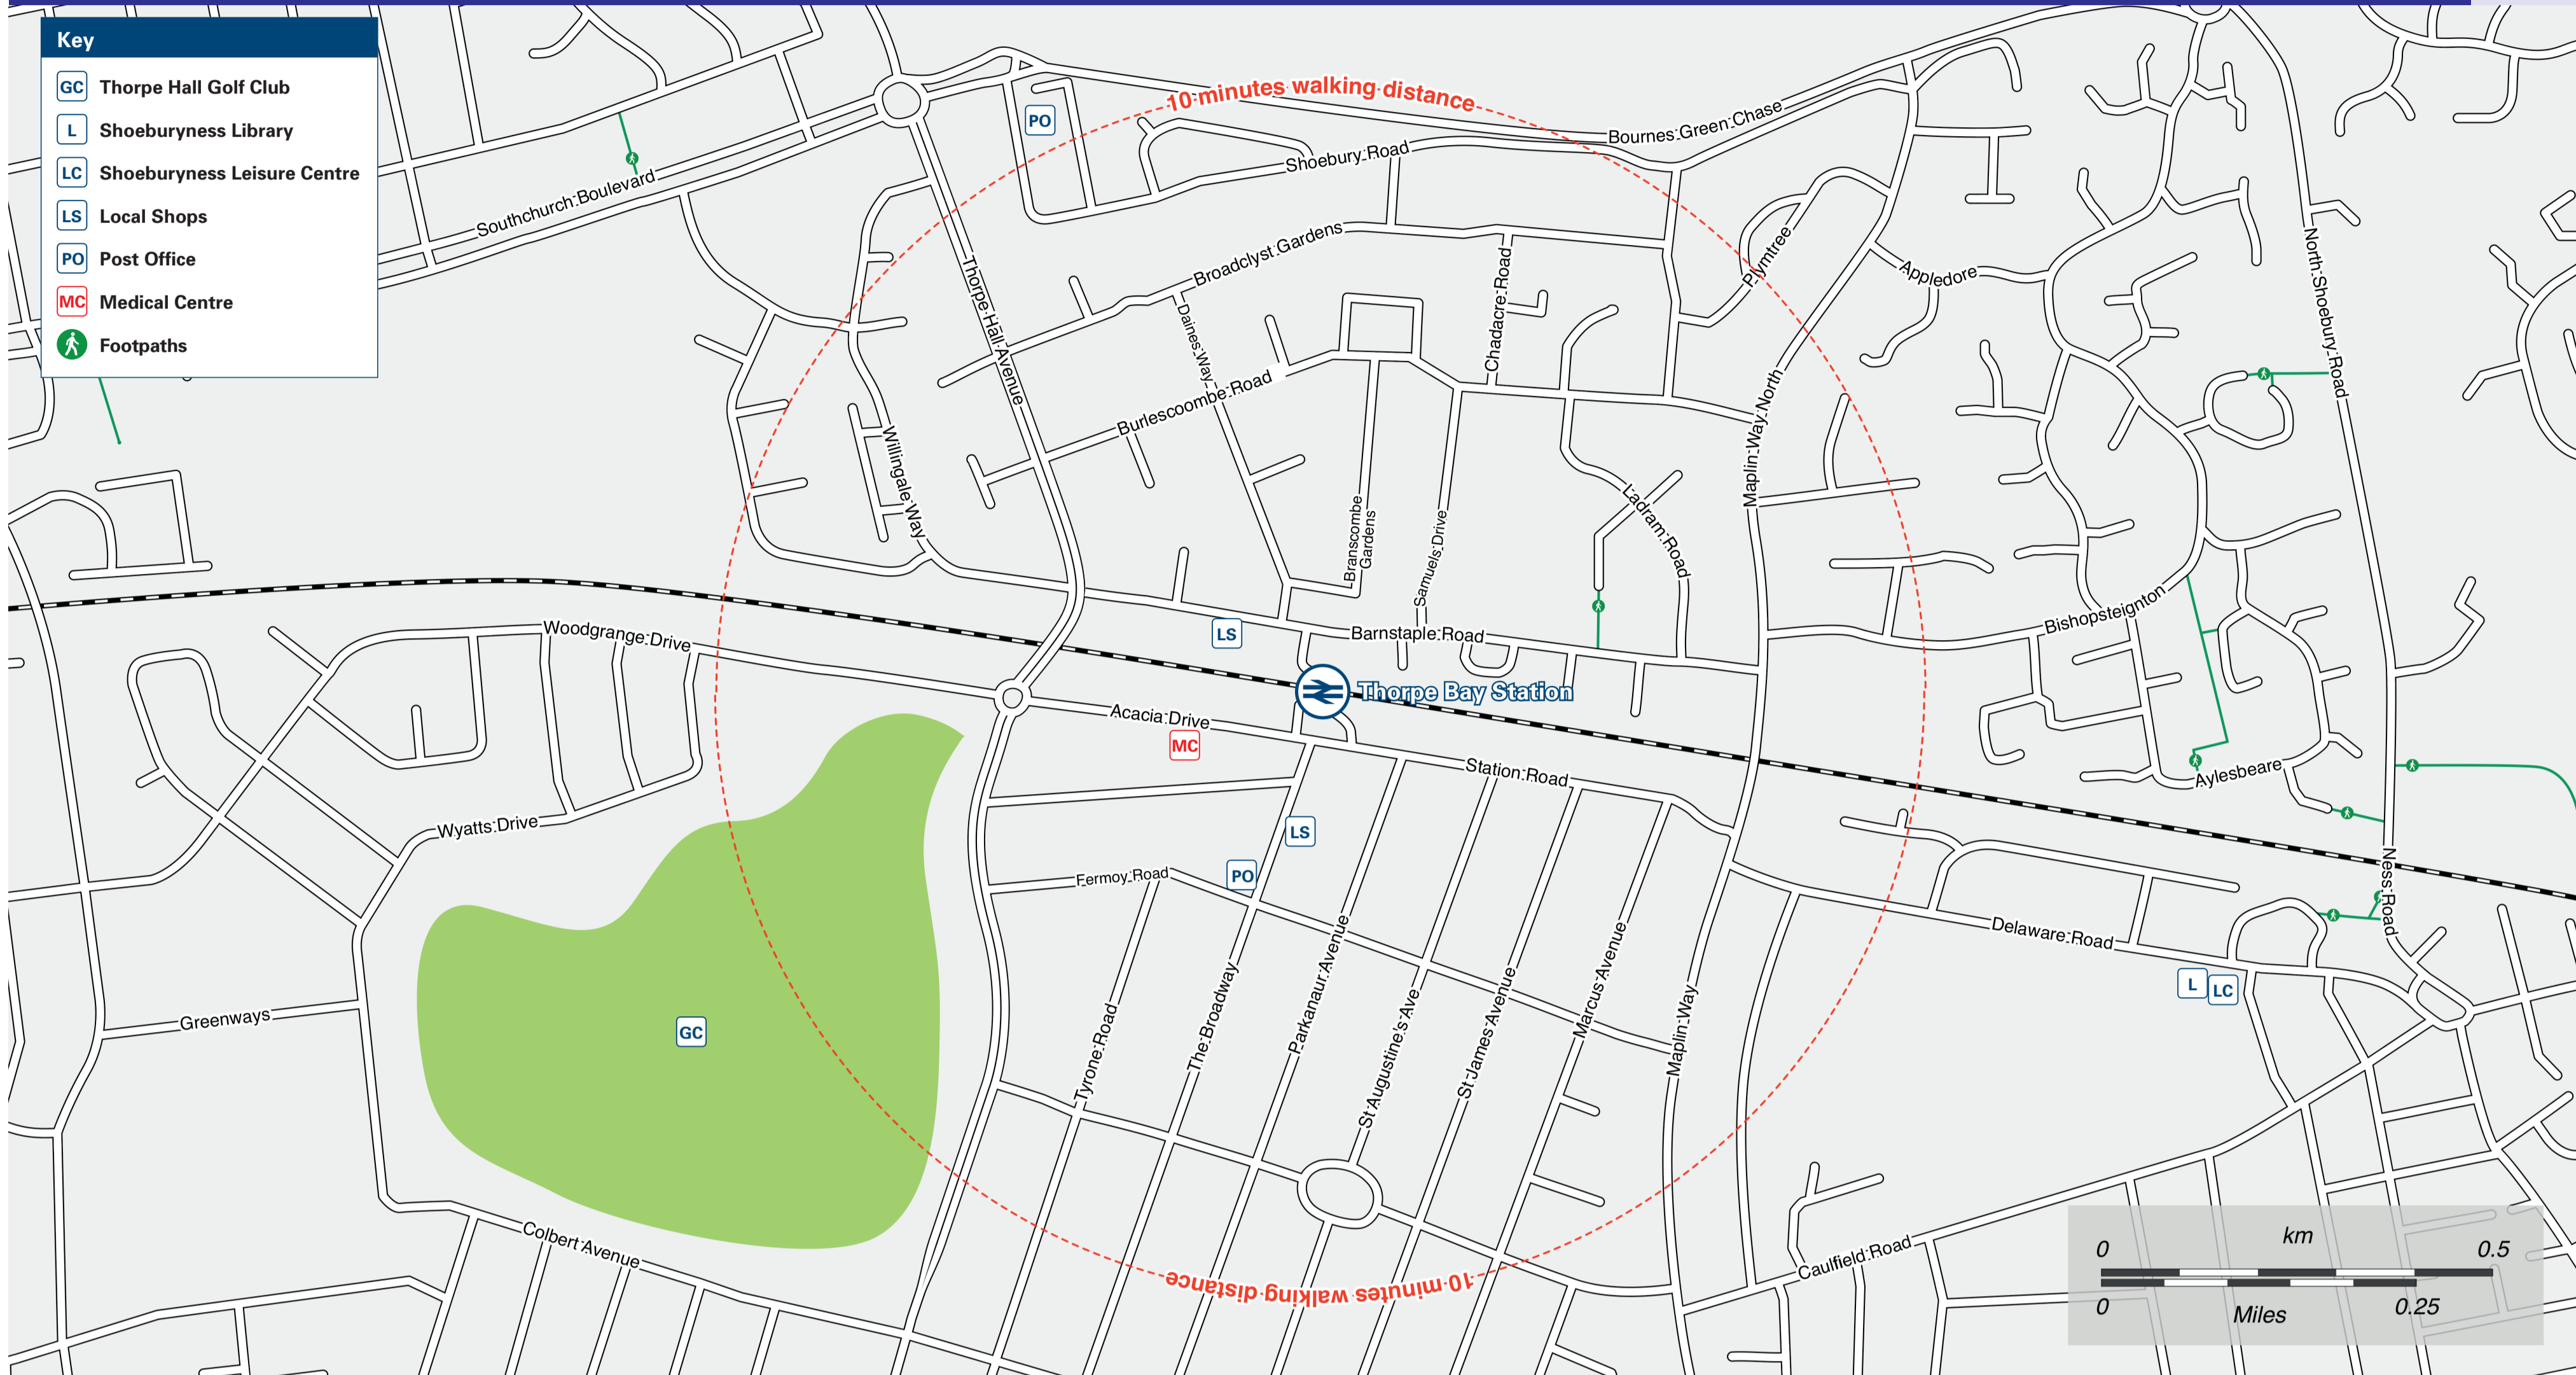 Key
GC Thorpe Hall Golf Club
L Shoeburyness Library
LC Shoeburyness Leisure Centre
LS Local Shops
PO Post Office
MC Medical Centre
Footpaths
10 minutes walking distance
PO
Bournes Green Chase
Shoebury Road
Southchurch Boulevard
Broadclyst Gardens
Plymtree
Appledore
North Shoebury Road
Thorpe Hall Avenue
Chadacre Road
Daines Way
Burlescoombe Road
Maplin Way North
Willingale Way
Branscombe
Gardens
Samuels Drive
Ladram Road
Bishopsteignton
Woodgrange Drive
LS
Barnstaple Road
Thorpe Bay Station
Acacia Drive
MC
Station Road
Aylesbeare
Wyatts Drive
LS
Fermoy Road
PO
Ness Road
Delaware Road
L
LC
Greenways
GC
Tyrone Road
The Broadway
Parkanaur Avenue
St Augustine's Ave
St James Avenue
Marcus Avenue
Maplin Way
Colbert Avenue
Caulfield Road
10 minutes walking distance
km
0 0.5
0 0.25
Miles